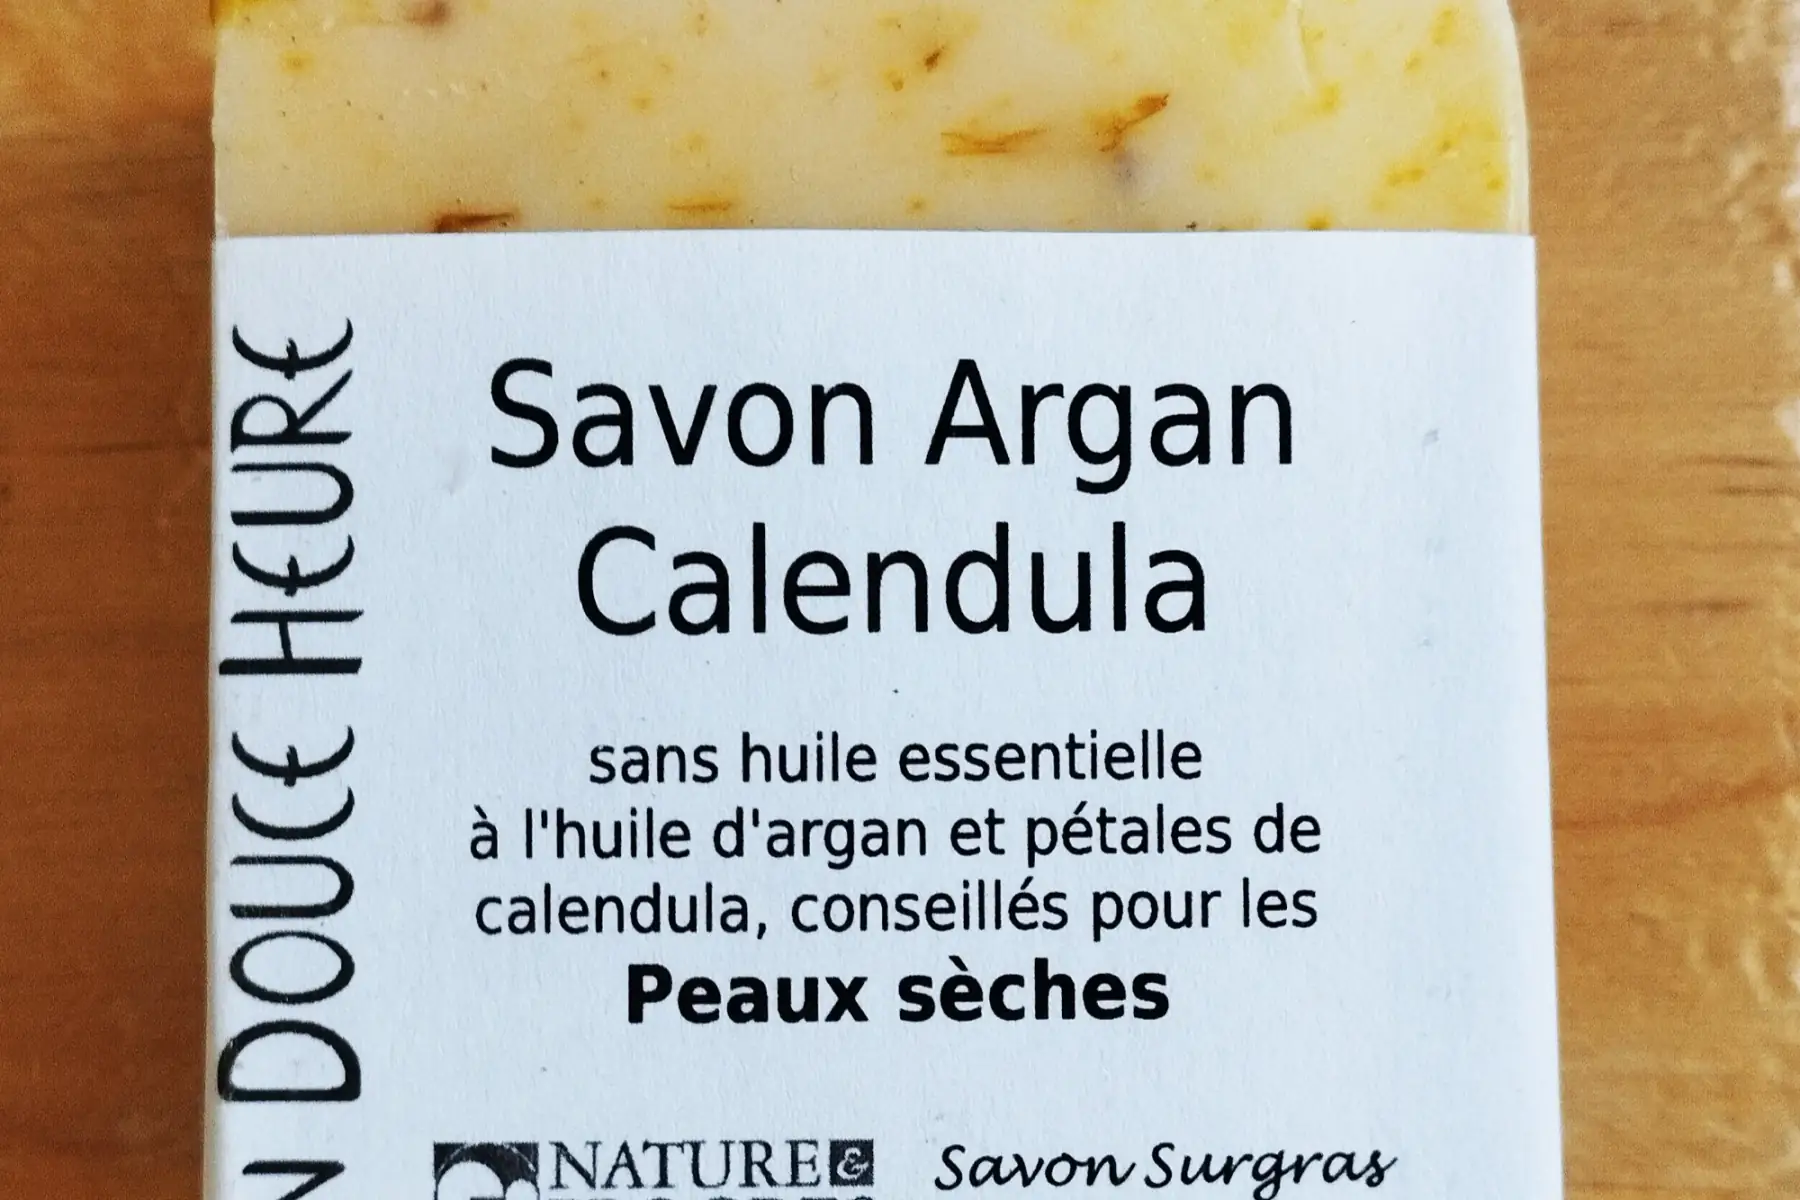 DOUCE HEURE
Savon Argan
Calendula
sans huile essentielle
à l'huile d'argan et pétales de
calendula, conseillés pour les
Peaux sèches
NATURE &
Savon Surgras